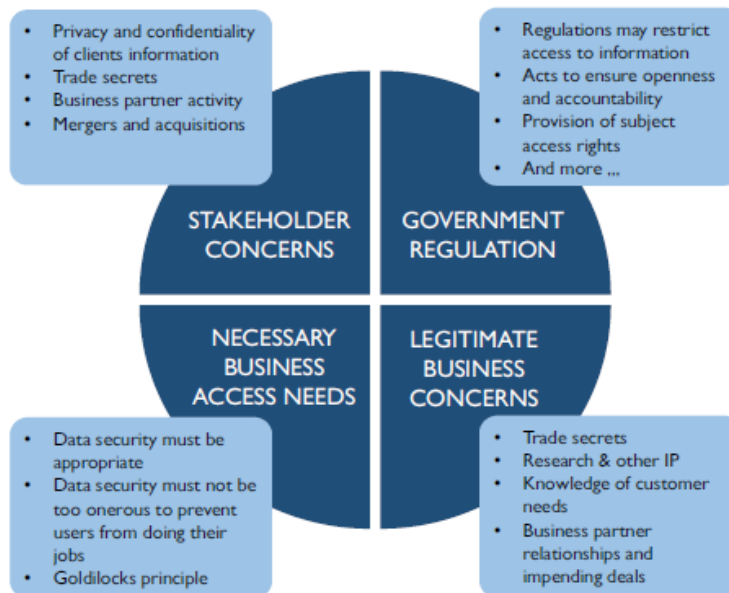 • Privacy and confidentiality
of clients information
• Trade secrets
• Business partner activity
• Mergers and acquisitions
• Regulations may restrict
access to information
• Acts to ensure openness
and accountability
• Provision of subject
access rights
• And more ,,,
STAKEHOLDER
CONCERNS
GOVERNMENT
REGULATION
NECESSARY
BUSINESS
ACCESS NEEDS
LEGITIMATE
BUSINESS
CONCERNS
• Data security must be
appropriate
• Data security must not be
too onerous to prevent
users from doing their
jobs
• Goldilocks principle
• Trade secrets
• Research & other IP
• Knowledge of customer
needs
• Business partner
relationships and
impending deals